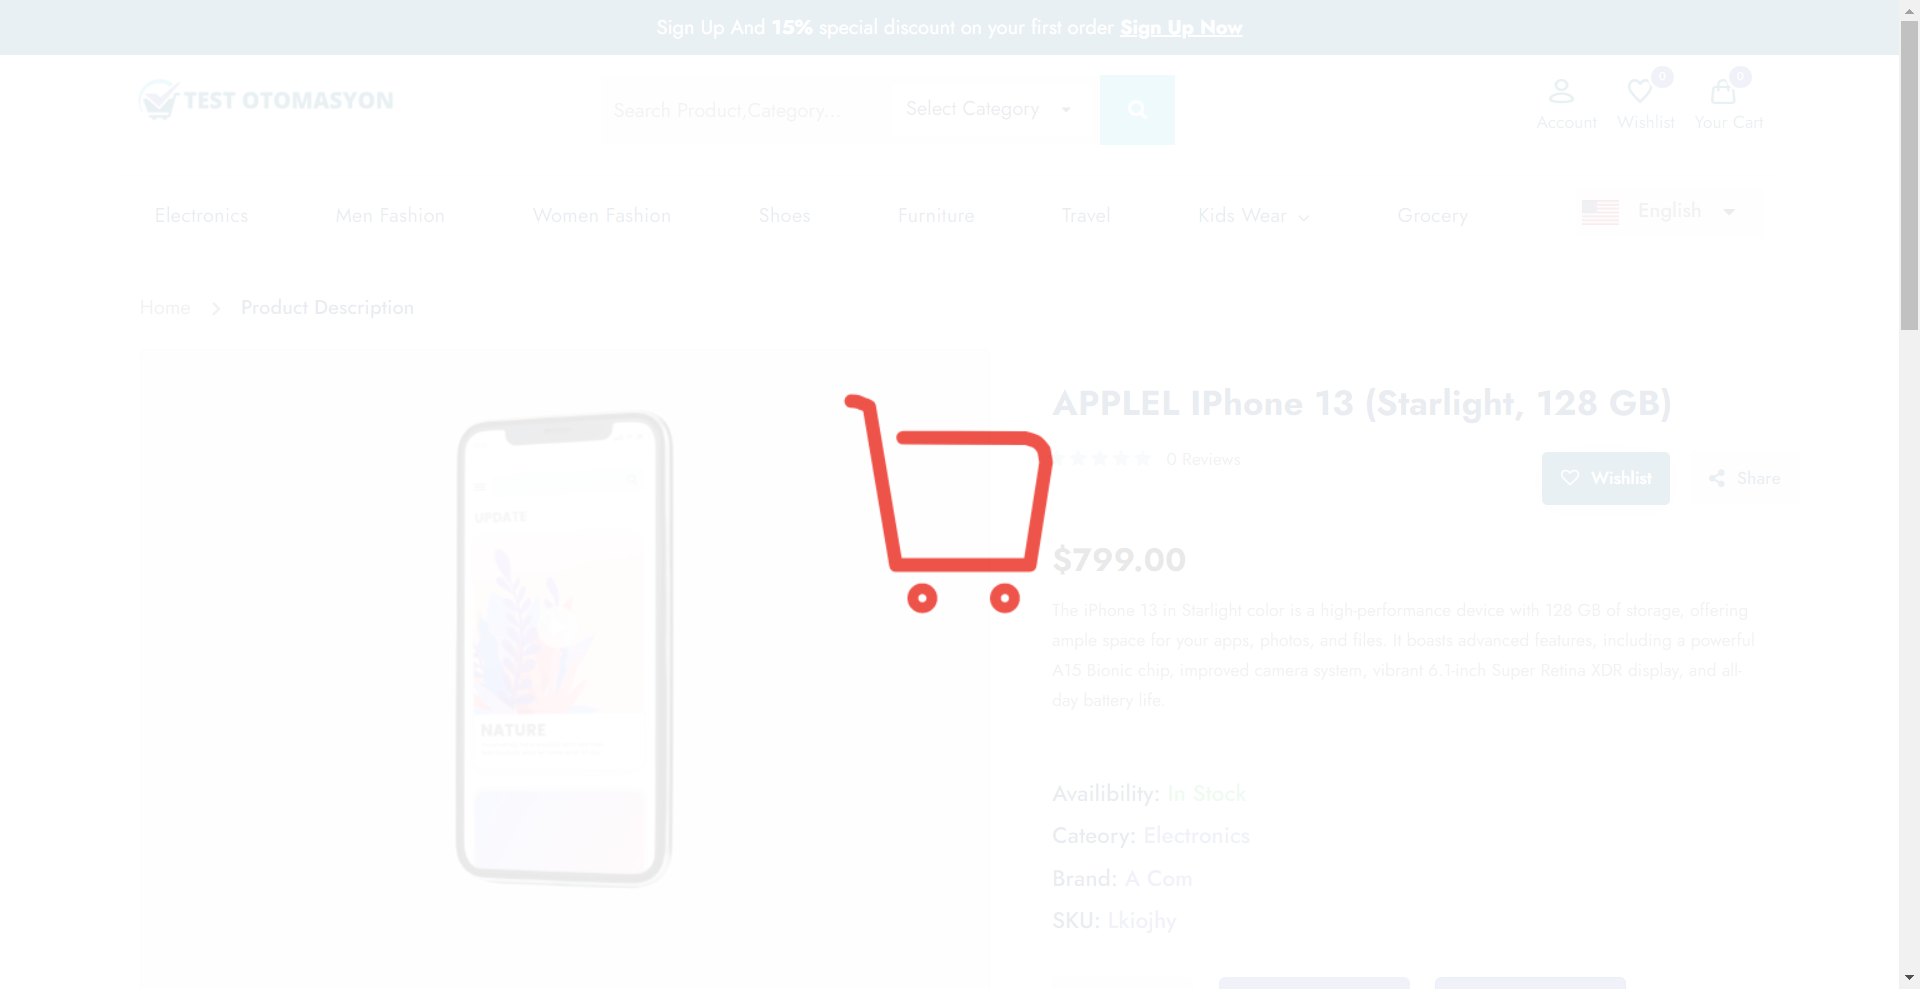 Sign Up And 15% special discount on your first order Sign Up Now
TEST OTOMASYON
Search Product,Category...
Select Category
0
0
Account
Wishlist
Your Cart
Electronics
Men Fashion
Women Fashion
Shoes
Furniture
Travel
Kids Wear
Grocery
English
Home
Product Description
APPLEL IPhone 13 (Starlight, 128 GB)
0 Reviews
Wishlist
Share
$799.00
The iPhone 13 in Starlight color is a high-performance device with 128 GB of storage, offering
ample space for your apps, photos, and files. It boasts advanced features, including a powerful
A15 Bionic chip, improved camera system, vibrant 6.1-inch Super Retina XDR display, and all-
day battery life.
Availibility: In Stock
Cateory: Electronics
Brand: A Com
SKU: Lkiojhy
UPDATE
NATURE